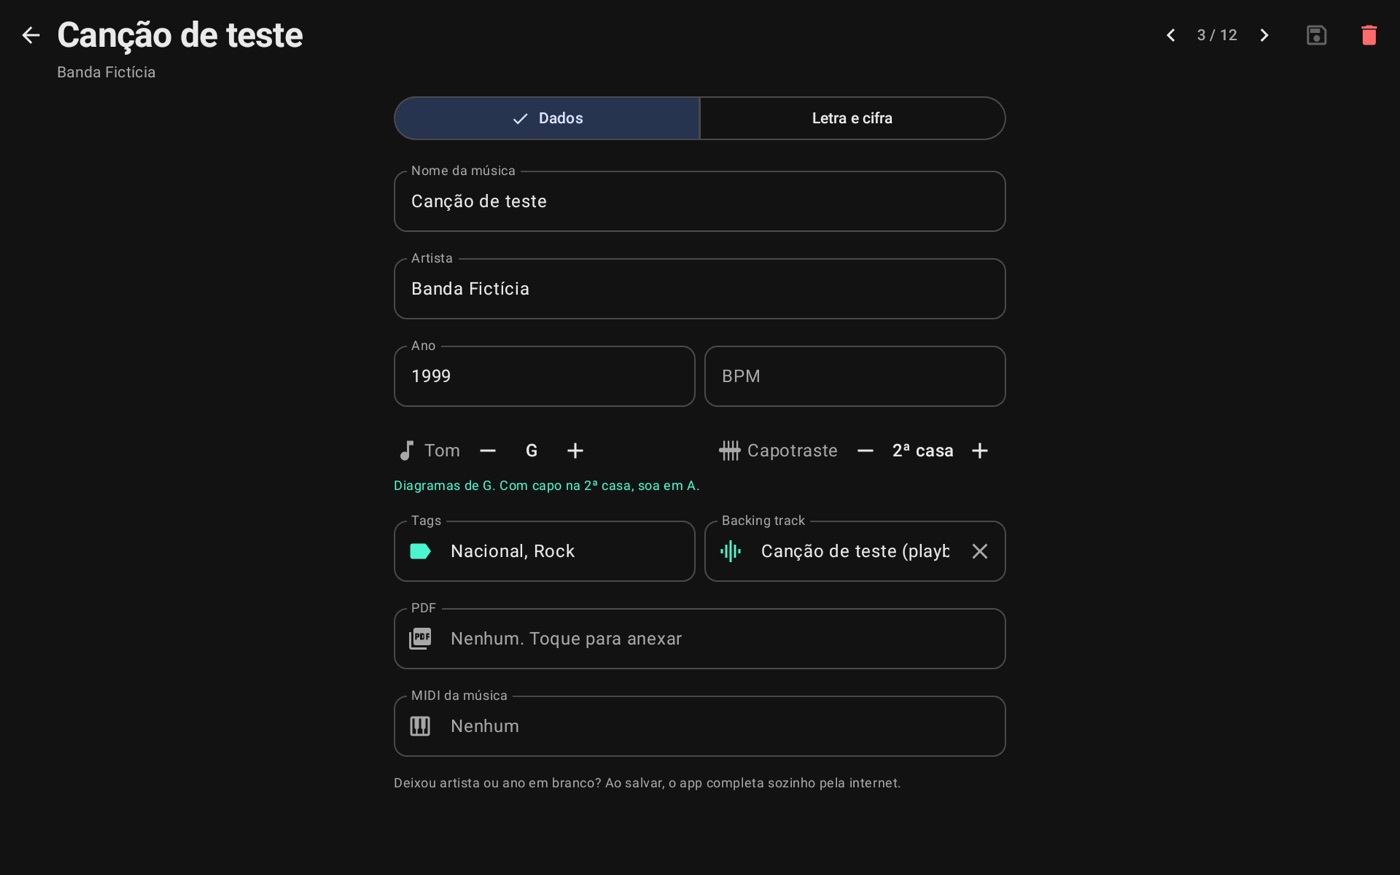 Canção de teste
3 / 12
Banda Fictícia
Dados
Letra e cifra
Nome da música
Canção de teste
Artista
Banda Fictícia
Ano
1999
BPM
Tom
G
Capotraste
2ª casa
Diagramas de G. Com capo na 2ª casa, soa em A.
Tags
Nacional, Rock
Backing track
Canção de teste (playb
PDF
PDF
Nenhum. Toque para anexar
MIDI da música
Nenhum
Deixou artista ou ano em branco? Ao salvar, o app completa sozinho pela internet.